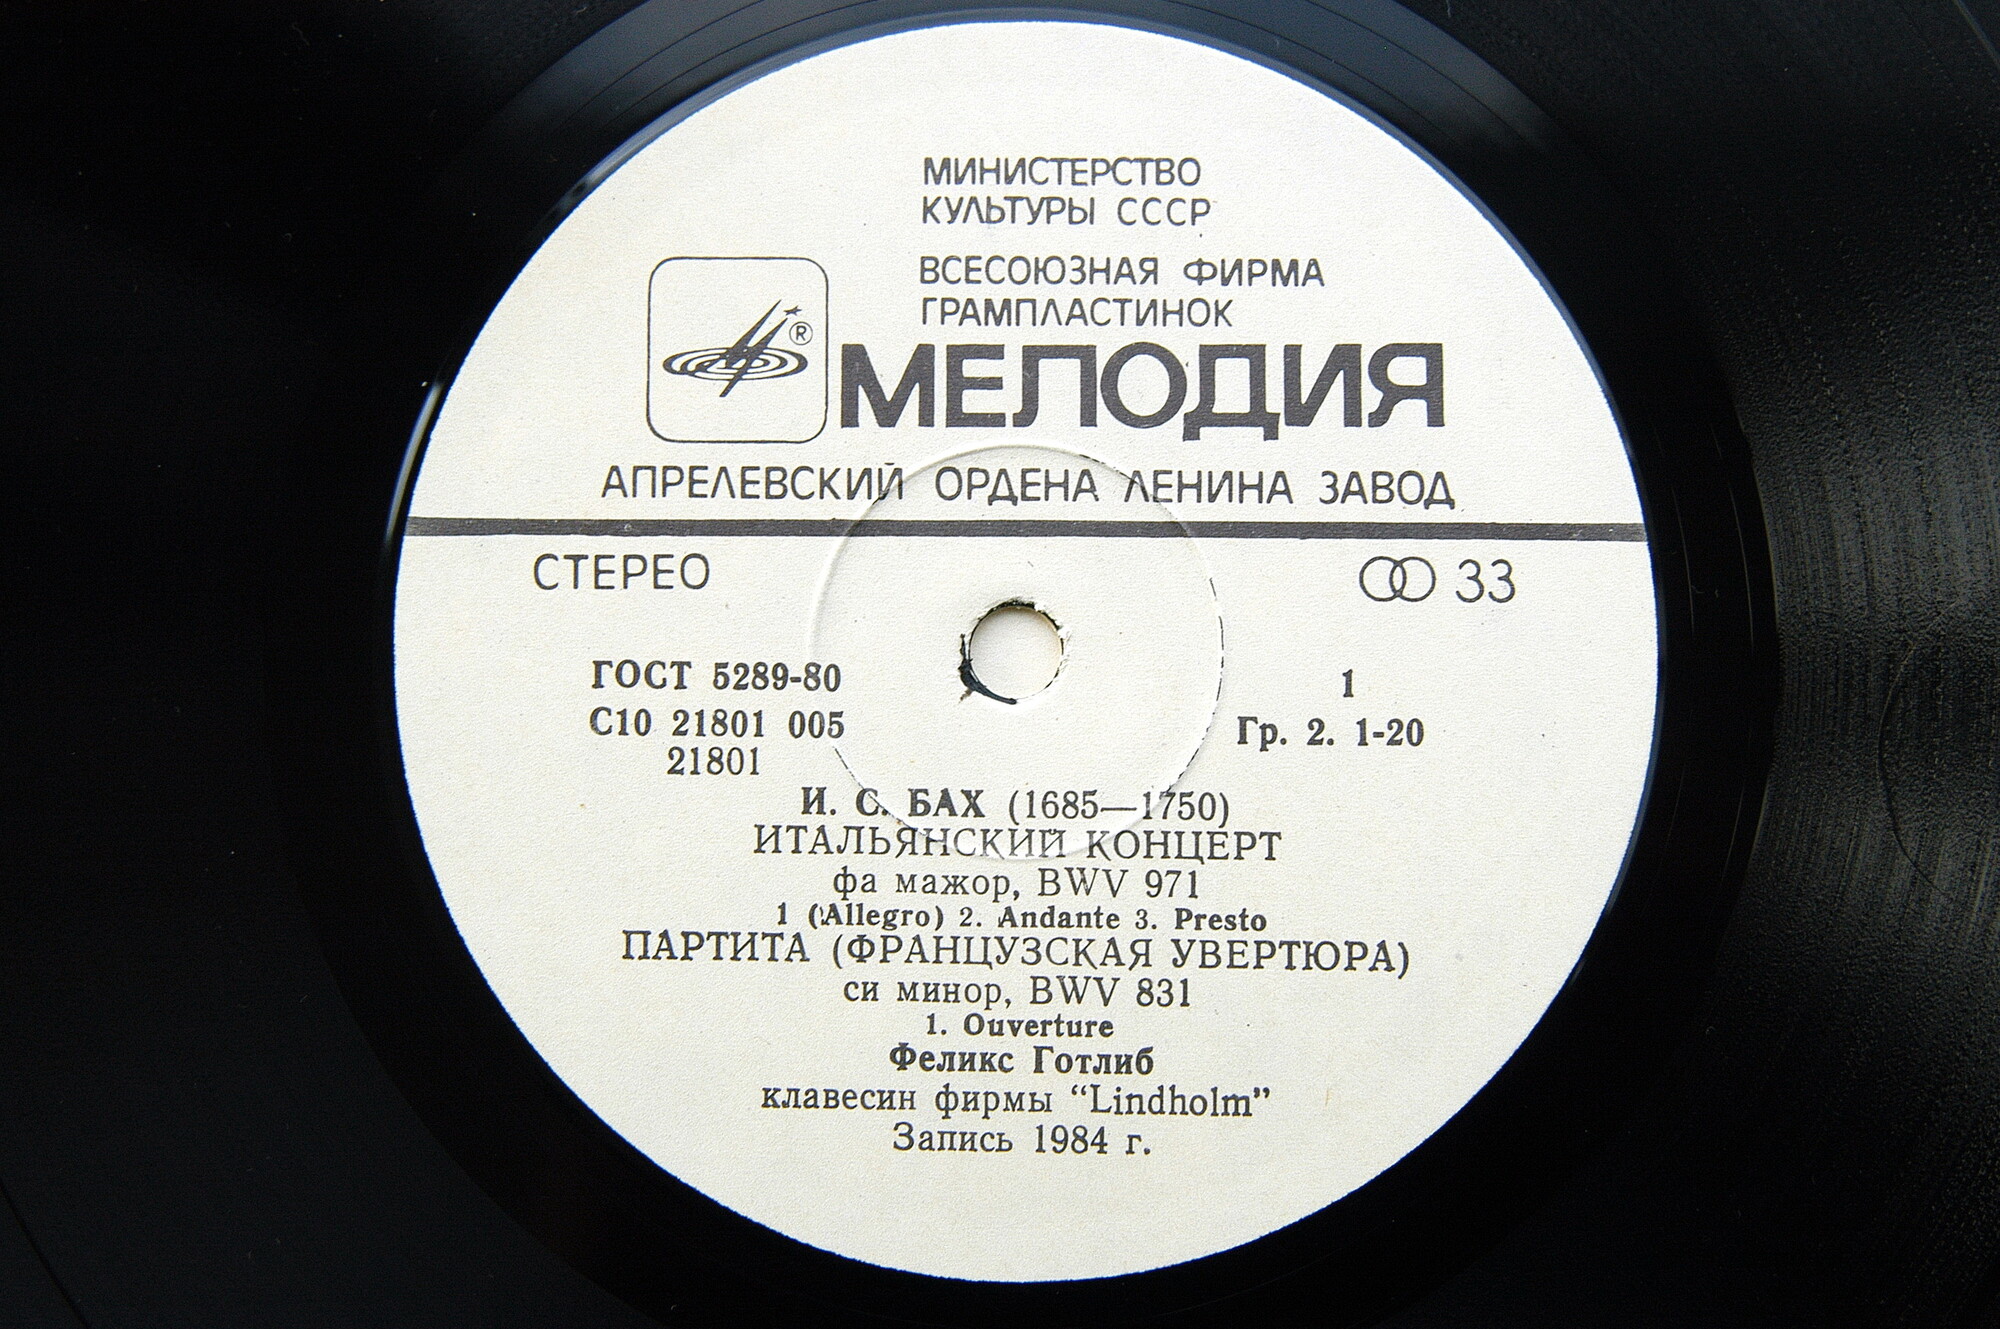 МИНИСТЕРСТВО
КУЛЬТУРЫ СССР
ВСЕСОЮЗНАЯ ФИРМА
ГРАМПЛАСТИНОК
® МЕЛОДИЯ
АПРЕЛЕВСКИЙ ОРДЕНА ЛЕНИНА ЗАВОД
СТЕРЕО 33
ГОСТ 5289-80 1
С10 21801 005 Гр. 2. 1-20
21801
И. С. БАХ (1685—1750)
ИТАЛЬЯНСКИЙ КОНЦЕРТ
фа мажор, BWV 971
1 (Allegro) 2. Andante 3. Presto
ПАРТИТА (ФРАНЦУЗСКАЯ УВЕРТЮРА)
си минор, BWV 831
1. Ouverture
Феликс Готлиб
клавесин фирмы “Lindholm”
Запись 1984 г.